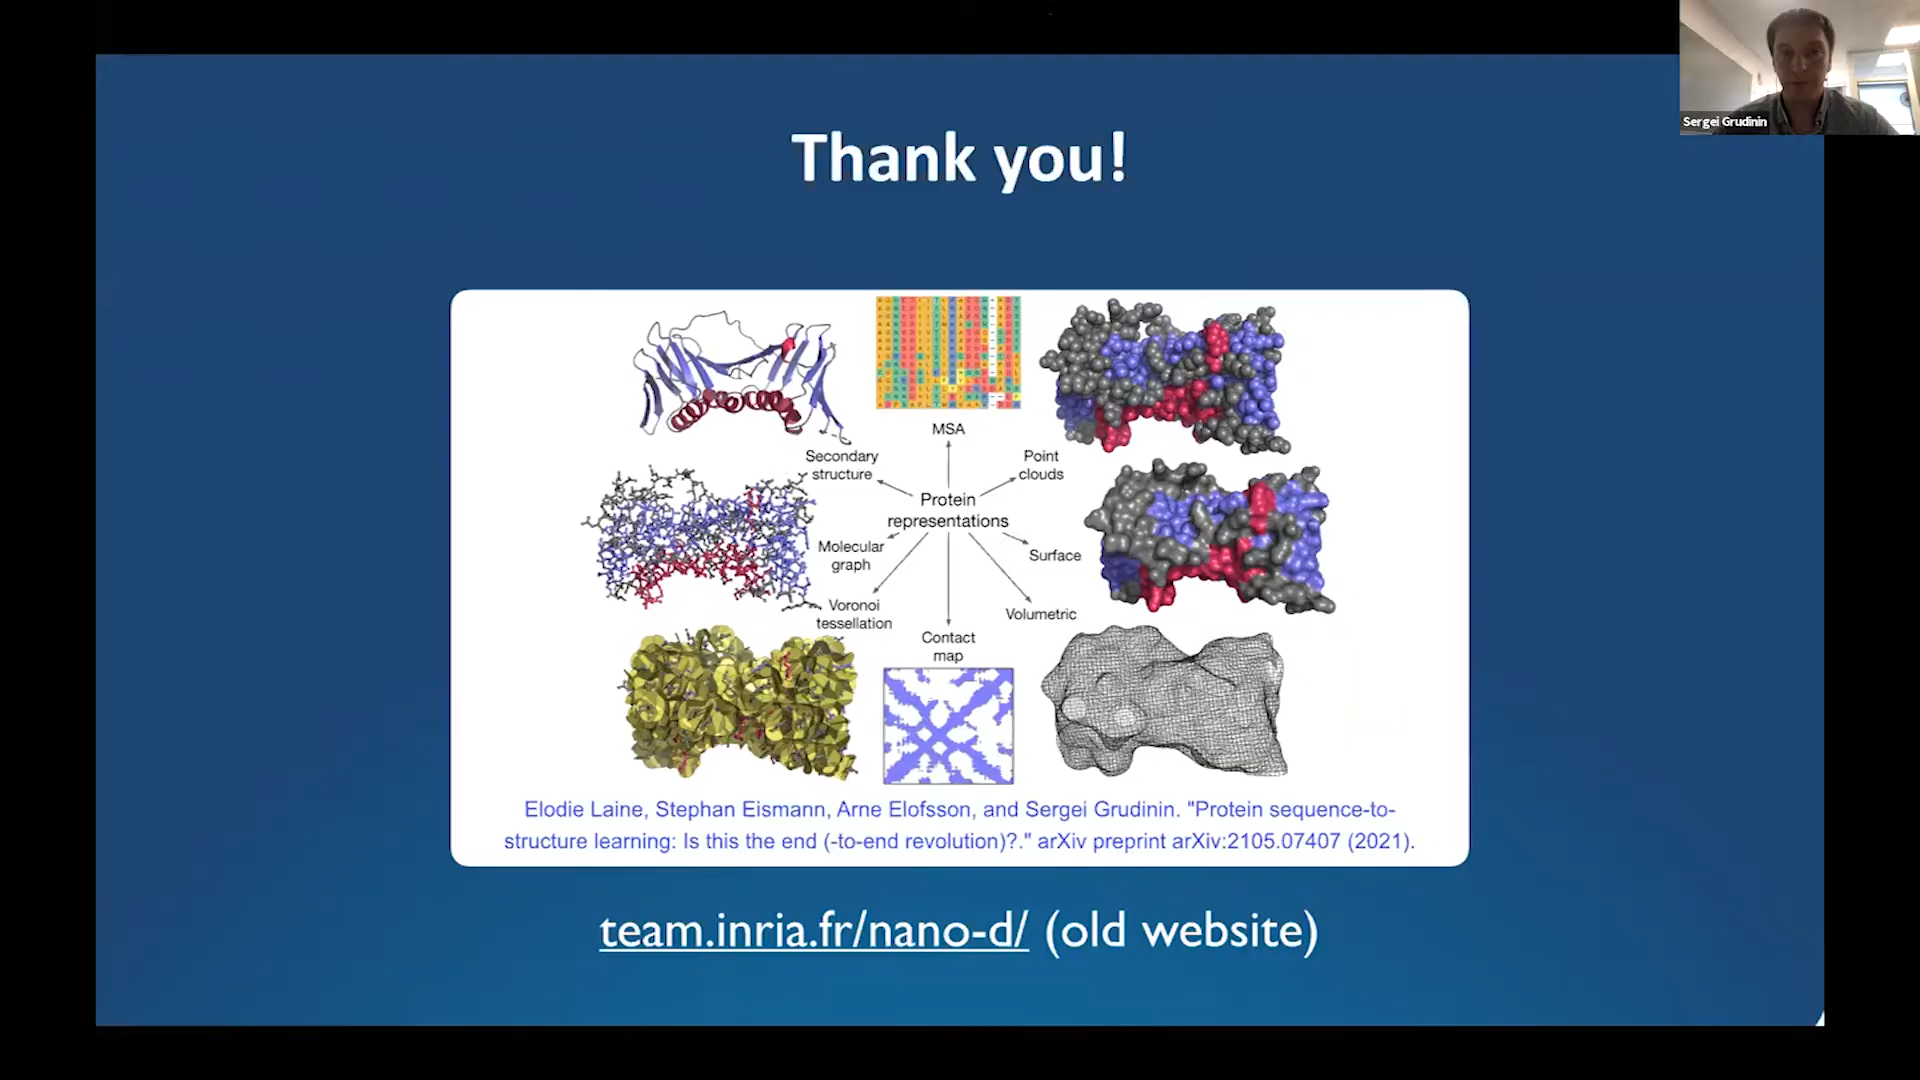 Sergei Grudinin
Thank you!
MSA
Secondary
structure
Point
clouds
Protein
representations
Molecular
graph
Surface
Voronoi
tessellation
Volumetric
Contact
map
Elodie Laine, Stephan Eismann, Arne Elofsson, and Sergei Grudinin. "Protein sequence-to-
structure learning: Is this the end (-to-end revolution)?." arXiv preprint arXiv:2105.07407 (2021).
team.inria.fr/nano-d/ (old website)